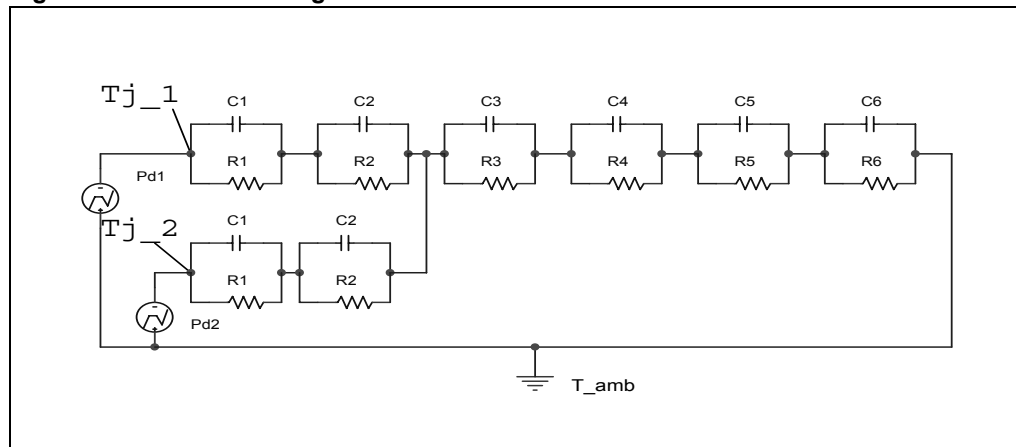 Tj_1
C1 C2 C3 C4 C5 C6
R1 R2 R3 R4 R5 R6
Pd1
Tj_2
C1 C2
R1 R2
Pd2
T_amb